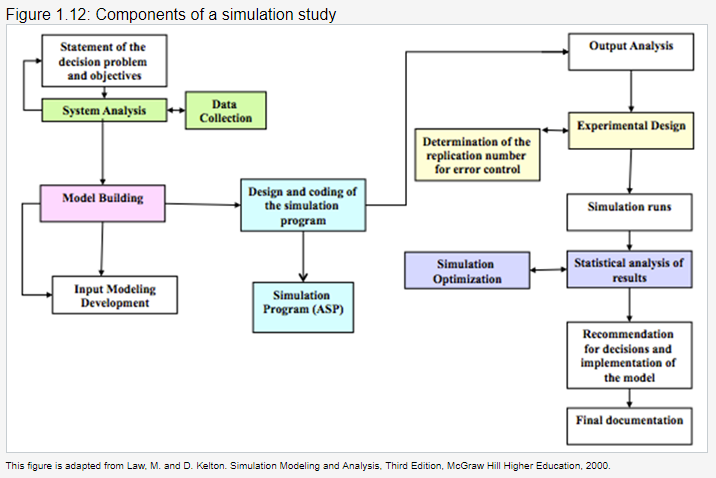 Figure 1.12: Components of a simulation study
Statement of the
decision problem
and objectives
System Analysis
Data
Collection
Model Building
Input Modeling
Development
Design and coding of
the simulation
program
Simulation
Program (ASP)
Output Analysis
Experimental Design
Determination of the
replication number
for error control
Simulation runs
Statistical analysis of
results
Simulation
Optimization
Recommendation
for decisions and
implementation of
the model
Final documentation
This figure is adapted from Law, M. and D. Kelton. Simulation Modeling and Analysis, Third Edition, McGraw Hill Higher Education, 2000.